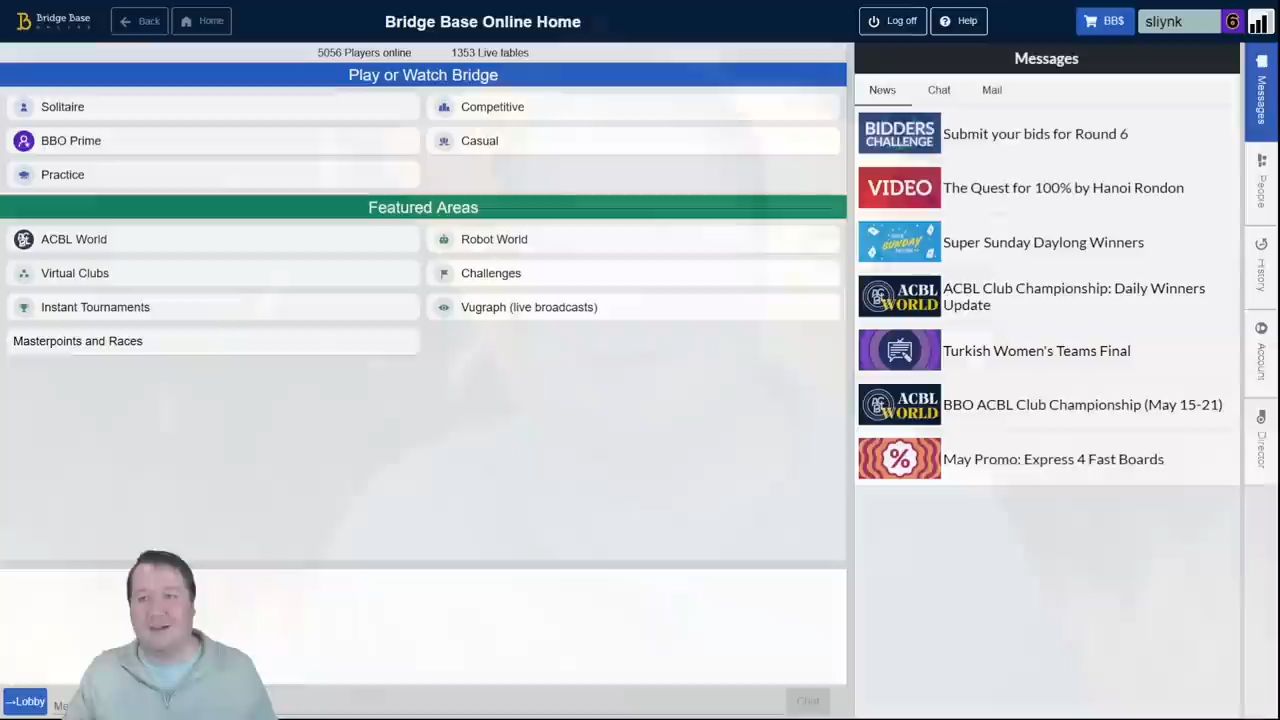 Bridge Base
ONLINE
Back
Home
Bridge Base Online Home
Log off
Help
BB$
sliynk
6
5056 Players online
1353 Live tables
Play or Watch Bridge
Solitaire
Competitive
BBO Prime
Casual
Practice
Featured Areas
ACBL World
Robot World
Virtual Clubs
Challenges
Instant Tournaments
Vugraph (live broadcasts)
Masterpoints and Races
→Lobby
Chat
Messages
News
Chat
Mail
BIDDERS
CHALLENGE
Submit your bids for Round 6
VIDEO
The Quest for 100% by Hanoi Rondon
SUNDAY
Super Sunday Daylong Winners
ACBL
WORLD
ACBL Club Championship: Daily Winners
Update
Turkish Women's Teams Final
ACBL
WORLD
BBO ACBL Club Championship (May 15-21)
%
May Promo: Express 4 Fast Boards
Messages
People
History
Account
Director